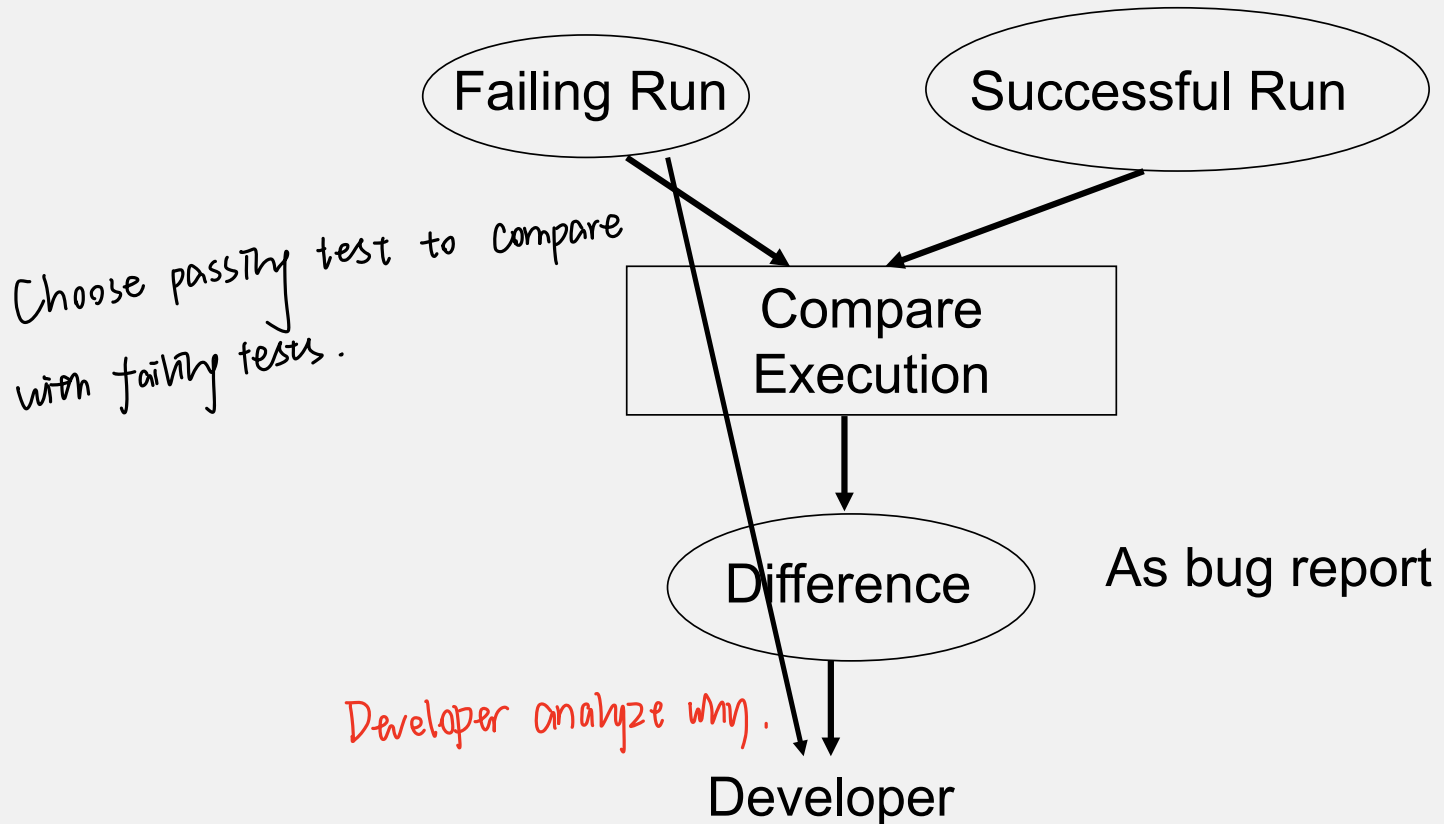 Failing Run
Successful Run
Choose passing test to compare
with failing tests.
Compare
Execution
Difference
As bug report
Developer analyze why.
Developer